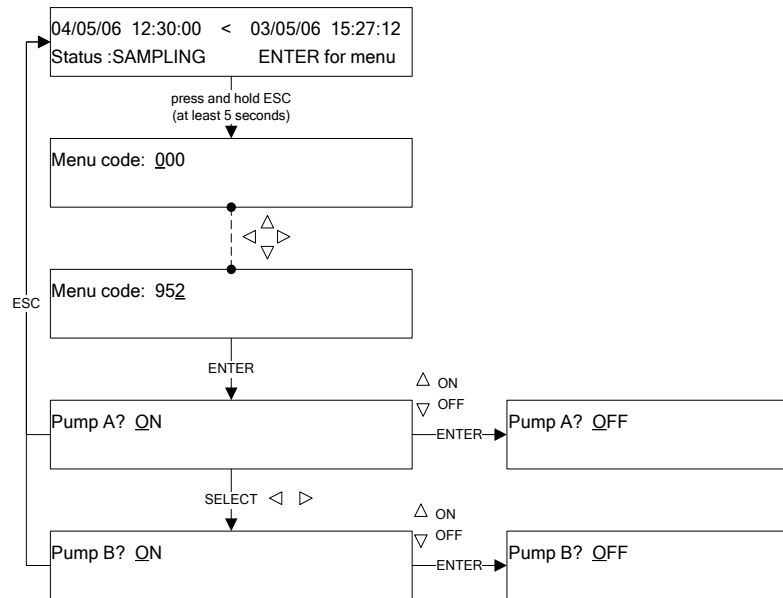 04/05/06 12:30:00 < 03/05/06 15:27:12
Status :SAMPLING ENTER for menu
press and hold ESC
(at least 5 seconds)
Menu code: 000
Menu code: 952
ESC
ENTER
ON
OFF
Pump A? ON
ENTER
Pump A? OFF
SELECT
ON
OFF
Pump B? ON
ENTER
Pump B? OFF